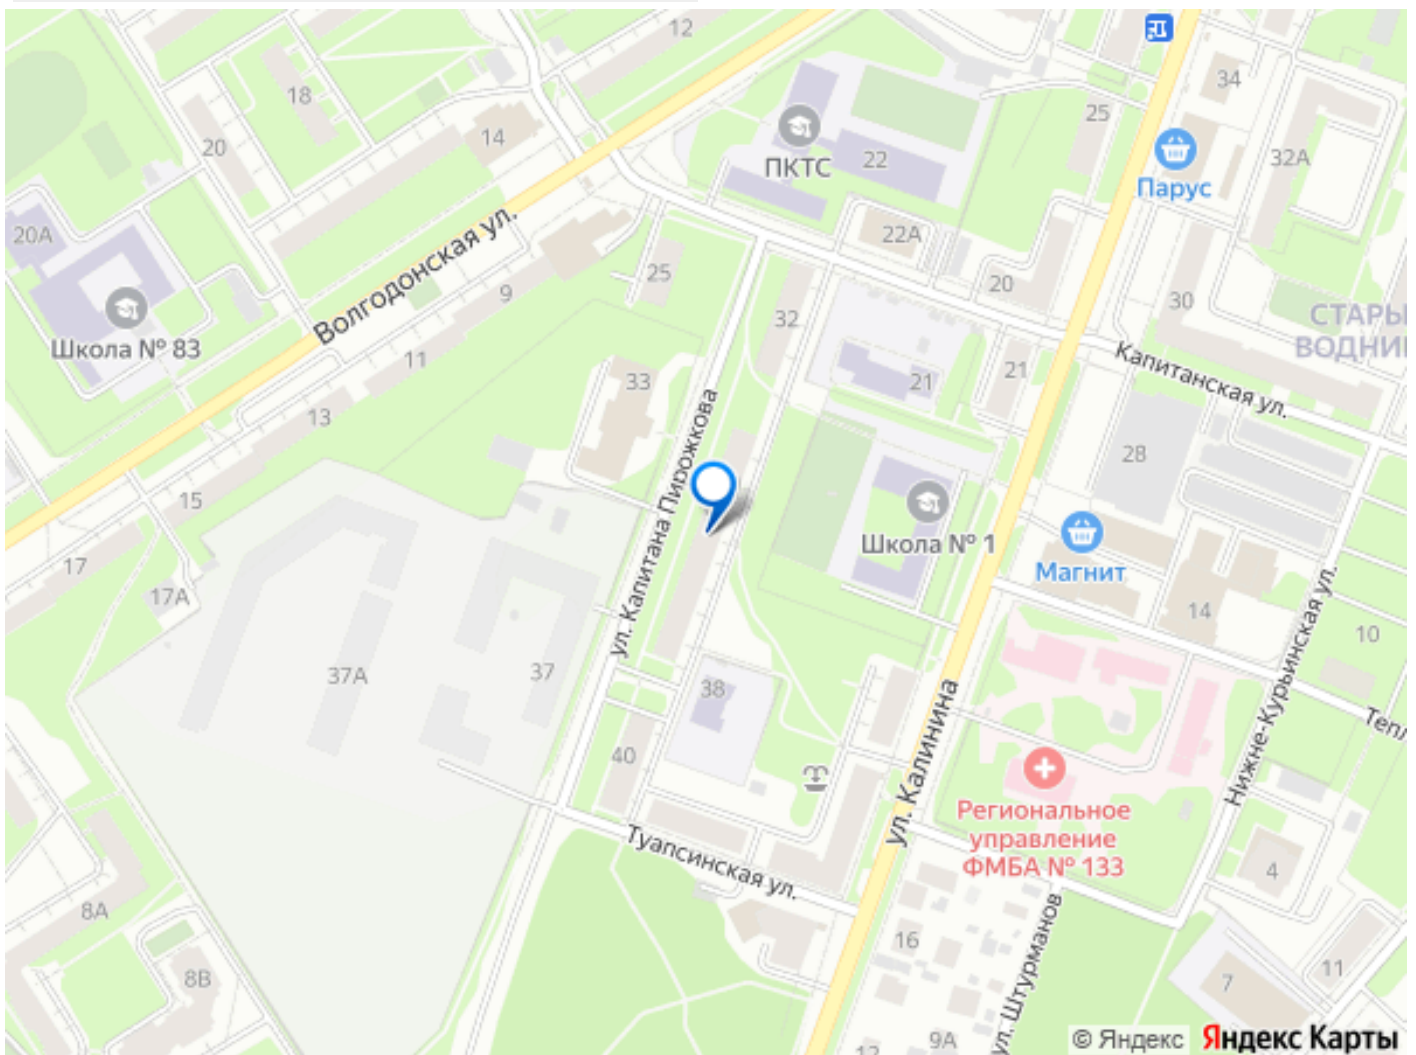 12
34
18
25
14
20
ПКТС
22
32А
Парус
20А
22А
Волгодонская ул.
25
20
9
30
32
СТАРЫ
ВОДНИ
Школа № 83
11
33
21
21
Капитанская ул.
13
ул. Капитана Пирожкова
28
15
Школа № 1
Магнит
17
17А
14
10
Нижне-Курьинская ул.
37А
37
38
ул. Калинина
Тепл
40
Региональное
управление
ФМБА № 133
Туапсинская ул.
4
8А
16
ул. Штурманов
8В
11
7
9А
12
© Яндекс
Яндекс Карты